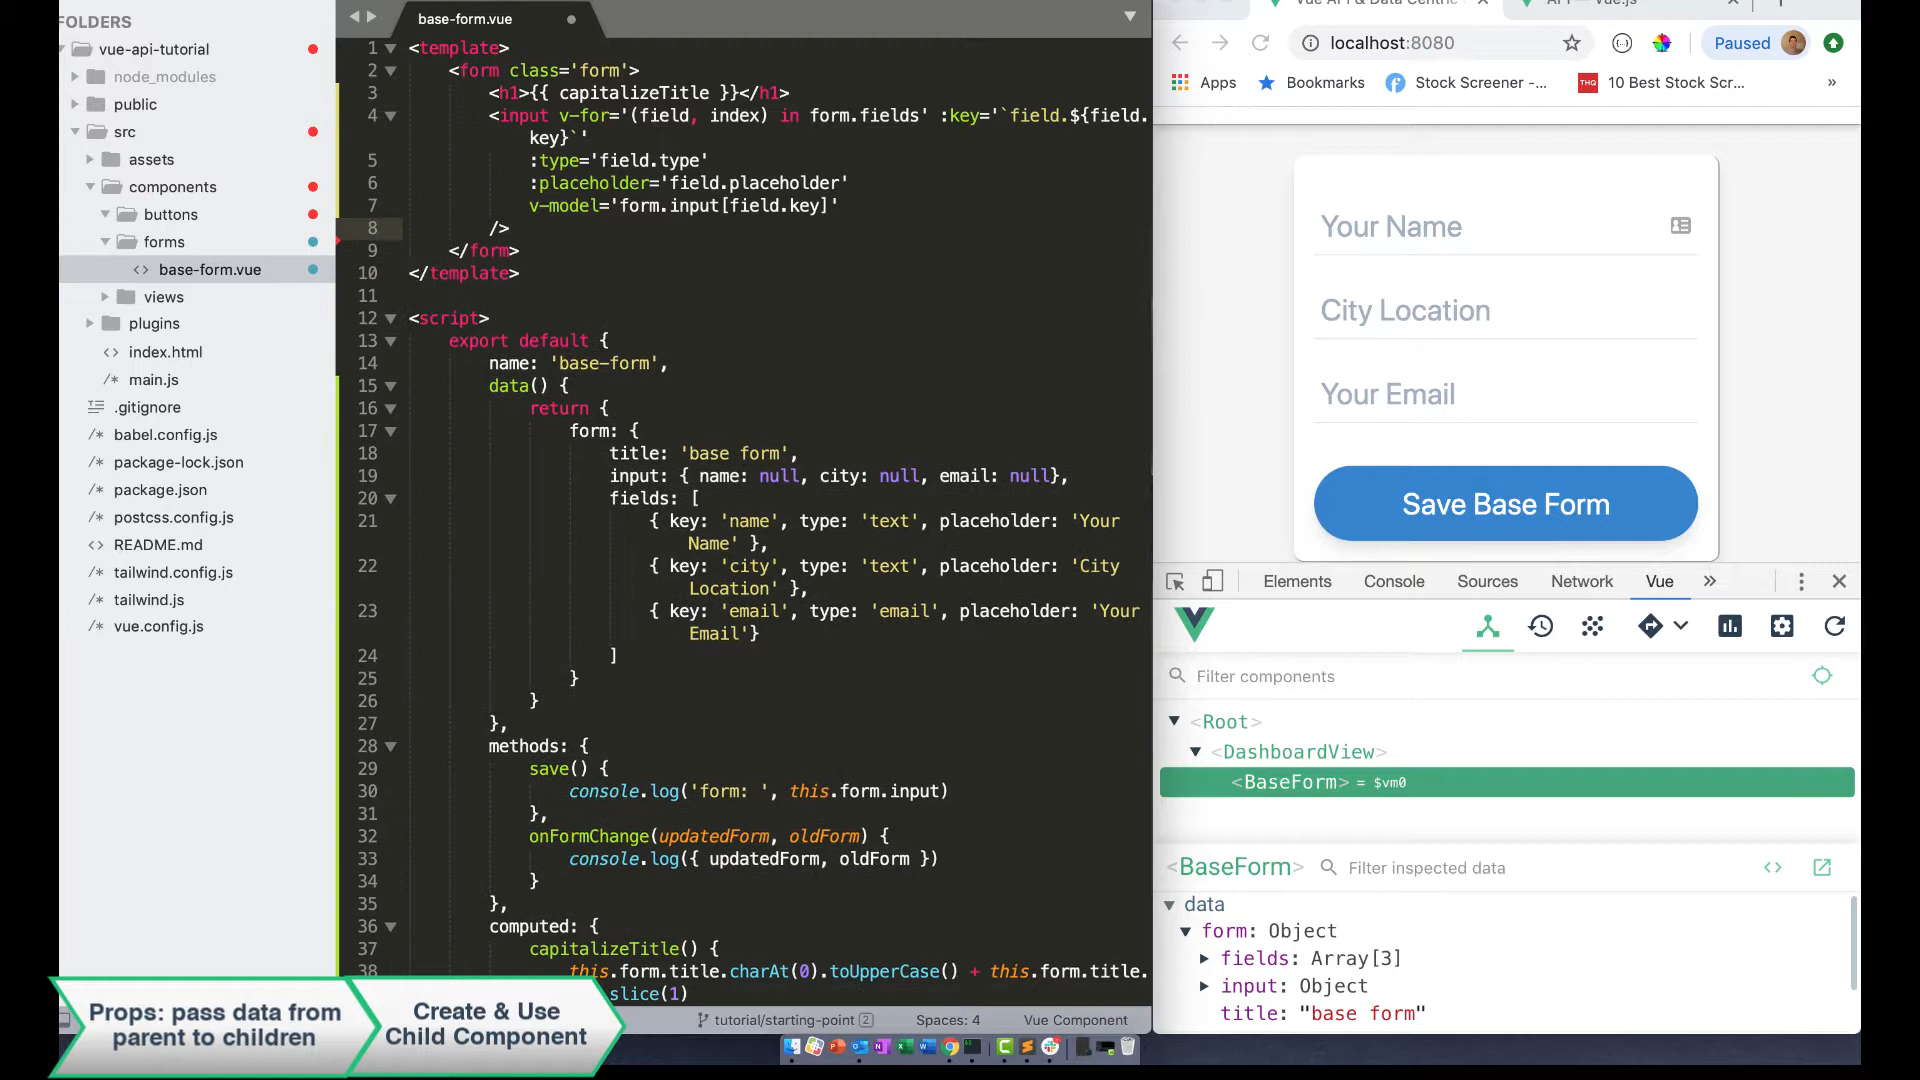 FOLDERS
vue-api-tutorial
node_modules
public
src
assets
components
buttons
forms
base-form.vue
views
plugins
index.html
main.js
.gitignore
babel.config.js
package-lock.json
package.json
postcss.config.js
README.md
tailwind.config.js
tailwind.js
vue.config.js
base-form.vue
1 <template>
2 <form class='form'>
3 <h1>{{ capitalizeTitle }}</h1>
4 <input v-for='(field, index) in form.fields' :key='`field.${field.
key}`'
5 :type='field.type'
6 :placeholder='field.placeholder'
7 v-model='form.input[field.key]'
8 />
9 </form>
10 </template>
11
12 <script>
13 export default {
14 name: 'base-form',
15 data() {
16 return {
17 form: {
18 title: 'base form',
19 input: { name: null, city: null, email: null},
20 fields: [
21 { key: 'name', type: 'text', placeholder: 'Your
Name' },
22 { key: 'city', type: 'text', placeholder: 'City
Location' },
23 { key: 'email', type: 'email', placeholder: 'Your
Email'}
24 ]
25 }
26 }
27 },
28 methods: {
29 save() {
30 console.log('form: ', this.form.input)
31 },
32 onFormChange(updatedForm, oldForm) {
33 console.log({ updatedForm, oldForm })
34 }
35 },
36 computed: {
37 capitalizeTitle() {
38 this.form.title.charAt(0).toUpperCase() + this.form.title.
slice(1)
tutorial/starting-point 2 Spaces: 4 Vue Component
Props: pass data from
parent to children
Create & Use
Child Component
localhost:8080
Paused
Apps Bookmarks Stock Screener -... THQ 10 Best Stock Scr... »
Your Name
City Location
Your Email
Save Base Form
Elements Console Sources Network Vue »
Filter components
<Root>
<DashboardView>
<BaseForm> = $vm0
<BaseForm> Filter inspected data
data
form: Object
fields: Array[3]
input: Object
title: "base form"